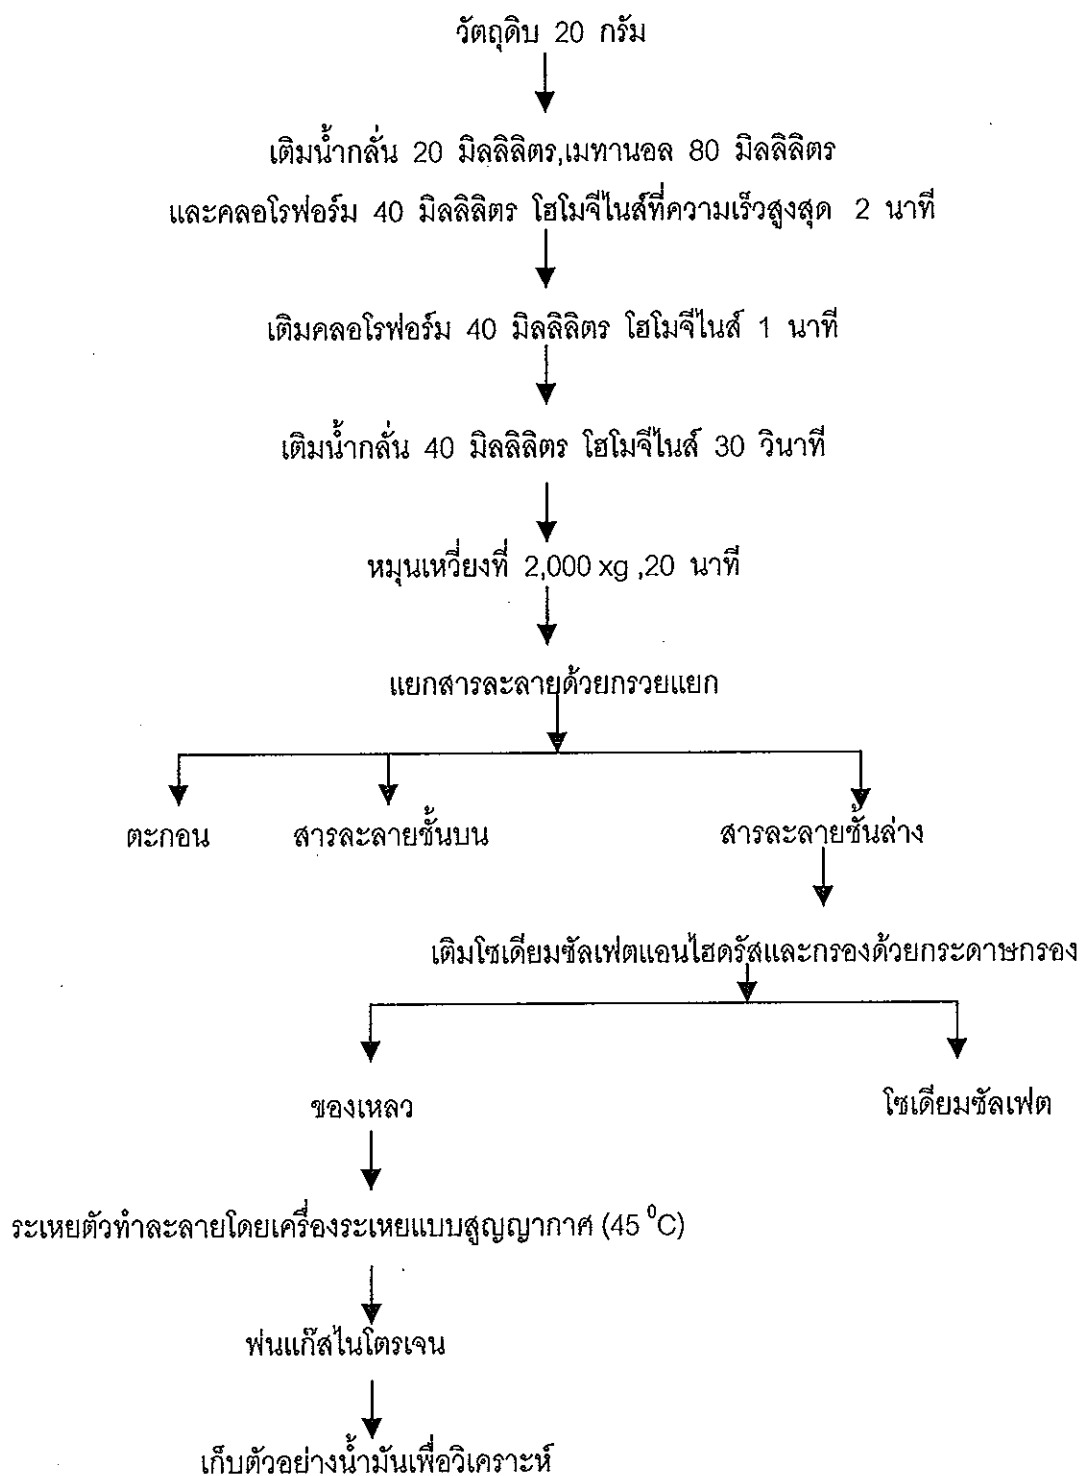 วัตถุดิบ 20 กรัม
เติมน้ำกลั่น 20 มิลลิลิตร,เมทานอล 80 มิลลิลิตร
และคลอโรฟอร์ม 40 มิลลิลิตร โฮโมจีไนส์ที่ความเร็วสูงสุด 2 นาที
เติมคลอโรฟอร์ม 40 มิลลิลิตร โฮโมจีไนส์ 1 นาที
เติมน้ำกลั่น 40 มิลลิลิตร โฮโมจีไนส์ 30 วินาที
หมุนเหวี่ยงที่ 2,000 xg ,20 นาที
แยกสารละลายด้วยกรวยแยก
ตะกอน สารละลายชั้นบน สารละลายชั้นล่าง
เติมโซเดียมซัลเฟตแอนไฮดรัสและกรองด้วยกระดาษกรอง
ของเหลว โซเดียมซัลเฟต
ระเหยตัวทำละลายโดยเครื่องระเหยแบบสูญญากาศ (45 ⁰C)
พ่นแก๊สไนโตรเจน
เก็บตัวอย่างน้ำมันเพื่อวิเคราะห์